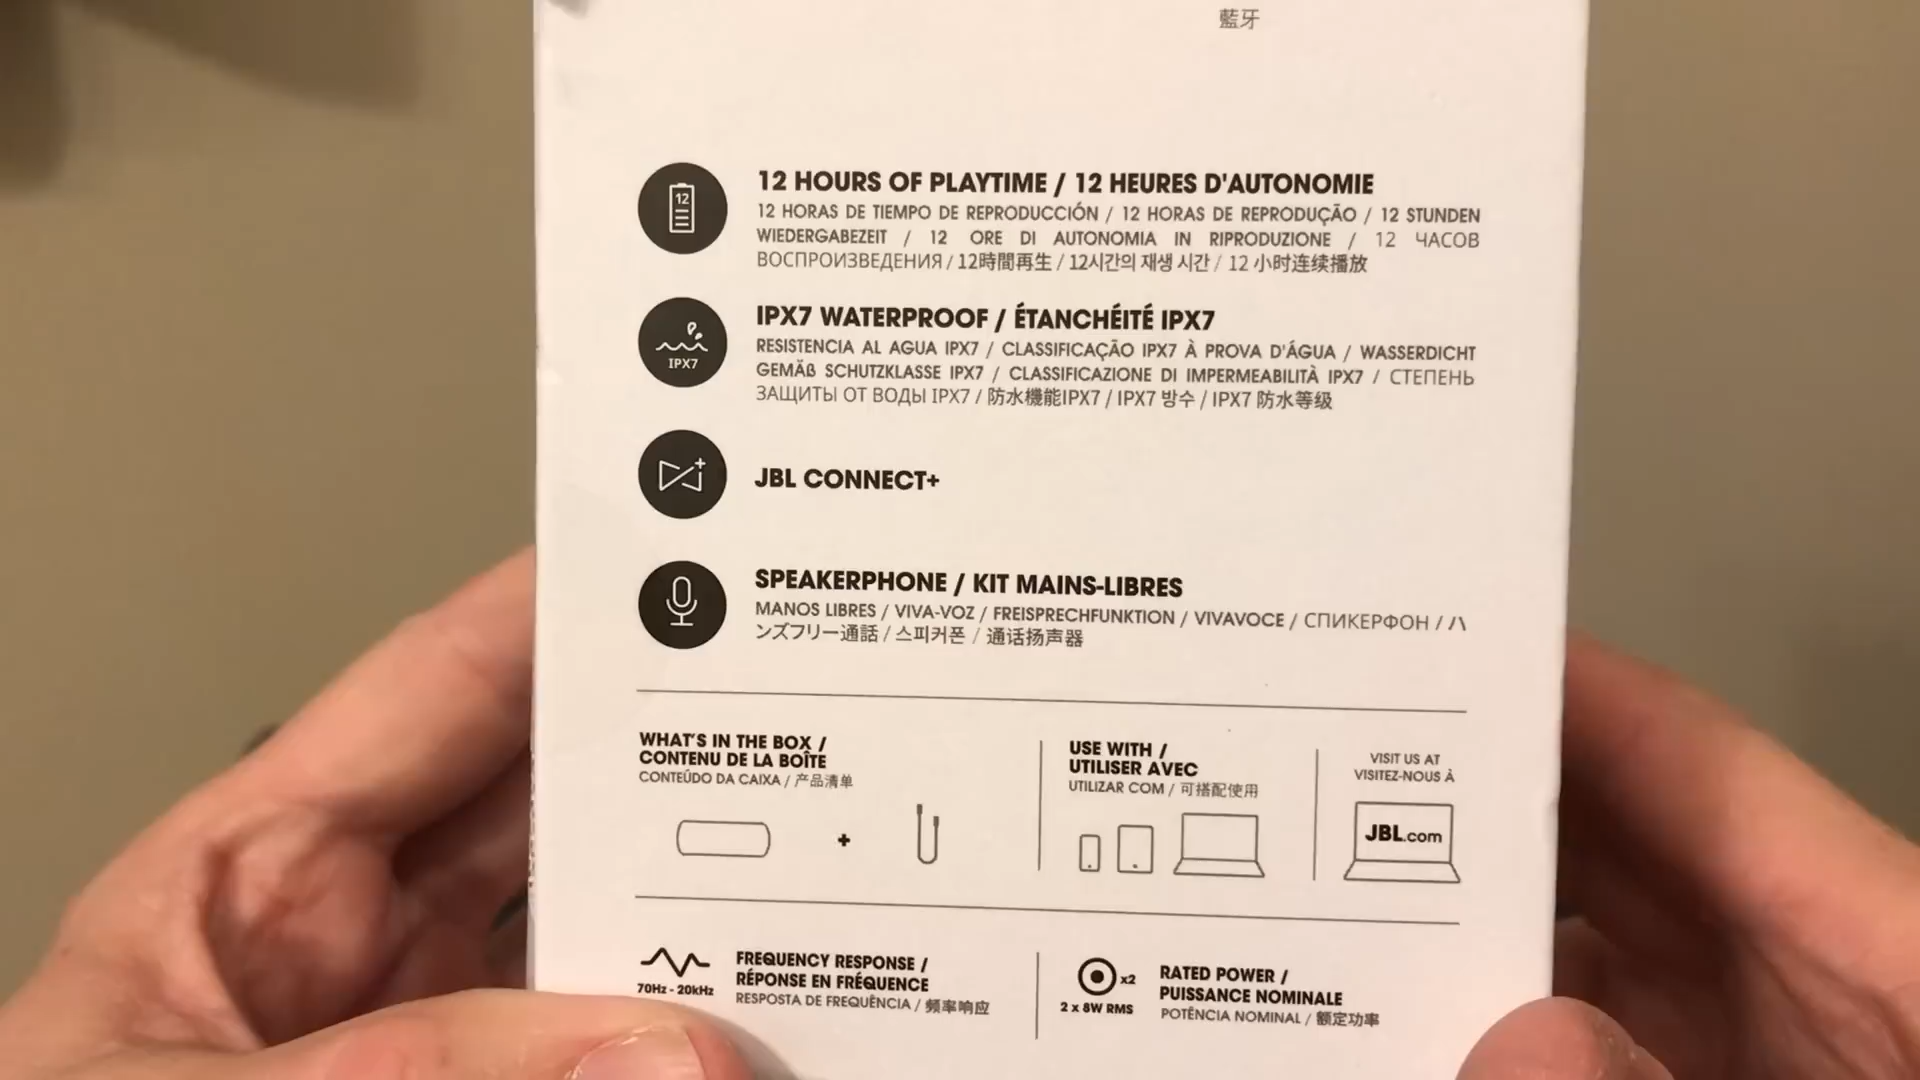 藍牙
12
12 HOURS OF PLAYTIME / 12 HEURES D'AUTONOMIE
12 HORAS DE TIEMPO DE REPRODUCCIÓN / 12 HORAS DE REPRODUÇÃO / 12 STUNDEN
WIEDERGABEZEIT / 12 ORE DI AUTONOMIA IN RIPRODUZIONE / 12 ЧАСОВ
ВОСПРОИЗВЕДЕНИЯ / 12時間再生 / 12시간의 재생 시간 / 12 小时连续播放
IPX7
IPX7 WATERPROOF / ÉTANCHÉITÉ IPX7
RESISTENCIA AL AGUA IPX7 / CLASSIFICAÇÃO IPX7 À PROVA D'ÁGUA / WASSERDICHT
GEMÄß SCHUTZKLASSE IPX7 / CLASSIFICAZIONE DI IMPERMEABILITÀ IPX7 / СТЕПЕНЬ
ЗАЩИТЫ ОТ ВОДЫ IPX7 / 防水機能IPX7 / IPX7 방수 / IPX7 防水等级
JBL CONNECT+
SPEAKERPHONE / KIT MAINS-LIBRES
MANOS LIBRES / VIVA-VOZ / FREISPRECHFUNKTION / VIVAVOCE / СПИКЕРФОН / ハ
ンズフリー通話 / 스피커폰 / 通话扬声器
WHAT'S IN THE BOX /
CONTENU DE LA BOÎTE
CONTEÚDO DA CAIXA / 产品清单
+
USE WITH /
UTILISER AVEC
UTILIZAR COM / 可搭配使用
VISIT US AT
VISITEZ-NOUS À
JBL.com
70Hz - 20kHz
FREQUENCY RESPONSE /
RÉPONSE EN FRÉQUENCE
RESPOSTA DE FREQUÊNCIA / 频率响应
x2
2 x 8W RMS
RATED POWER /
PUISSANCE NOMINALE
POTÊNCIA NOMINAL / 额定功率